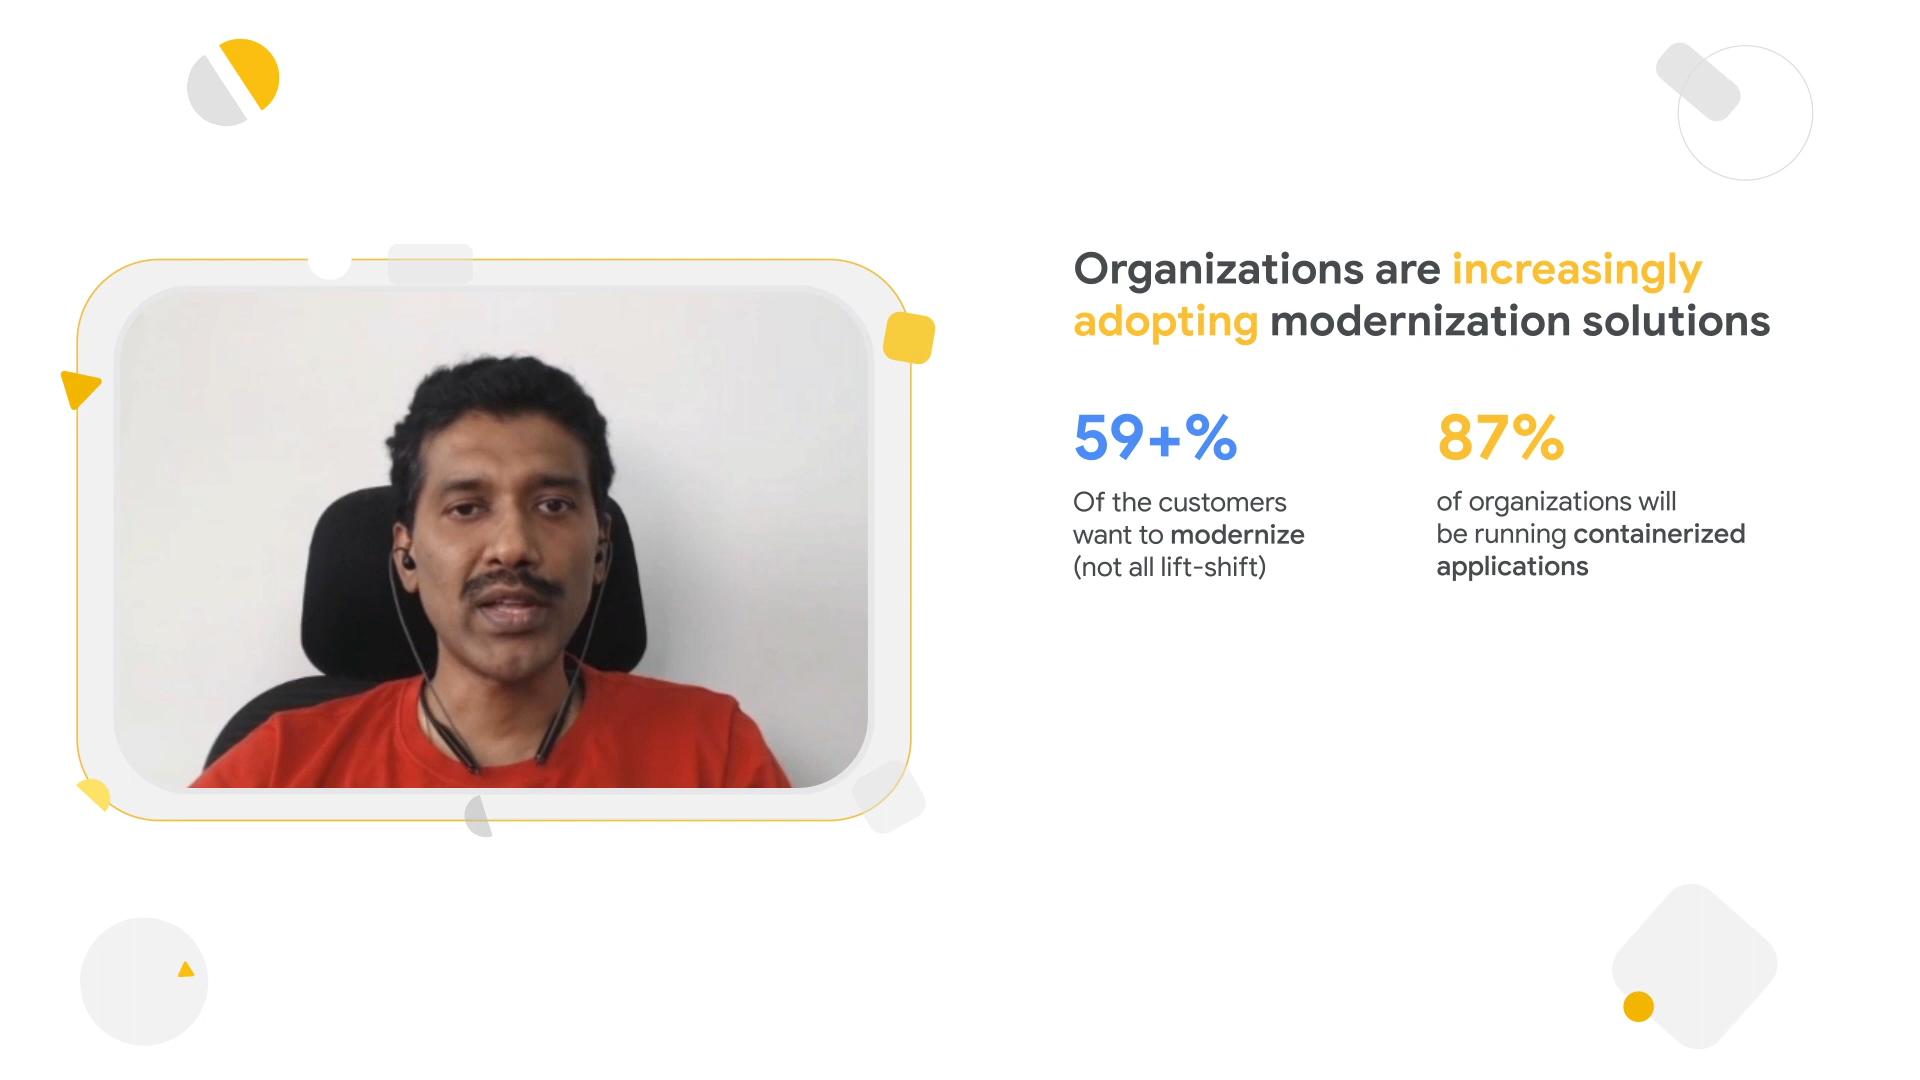 Organizations are increasingly
adopting modernization solutions
59+%
Of the customers
want to modernize
(not all lift-shift)
87%
of organizations will
be running containerized
applications